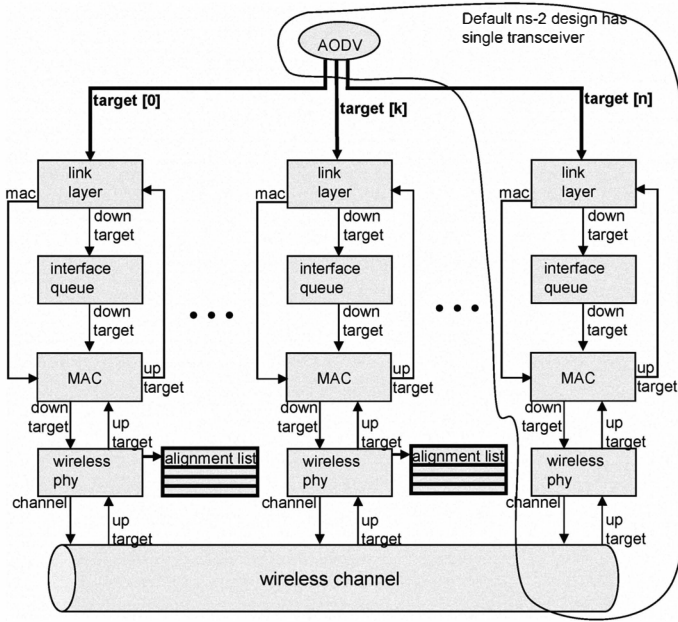 Default ns-2 design has
single transceiver
AODV
target [0]
target [k]
target [n]
link
layer
mac
down
target
interface
queue
down
target
MAC
up
target
down
target
up
target
wireless
phy
alignment list
channel
up
target
link
layer
mac
down
target
interface
queue
down
target
MAC
up
target
down
target
up
target
wireless
phy
alignment list
channel
up
target
link
layer
mac
down
target
interface
queue
down
target
MAC
up
target
down
target
up
target
wireless
phy
channel
up
target
wireless channel